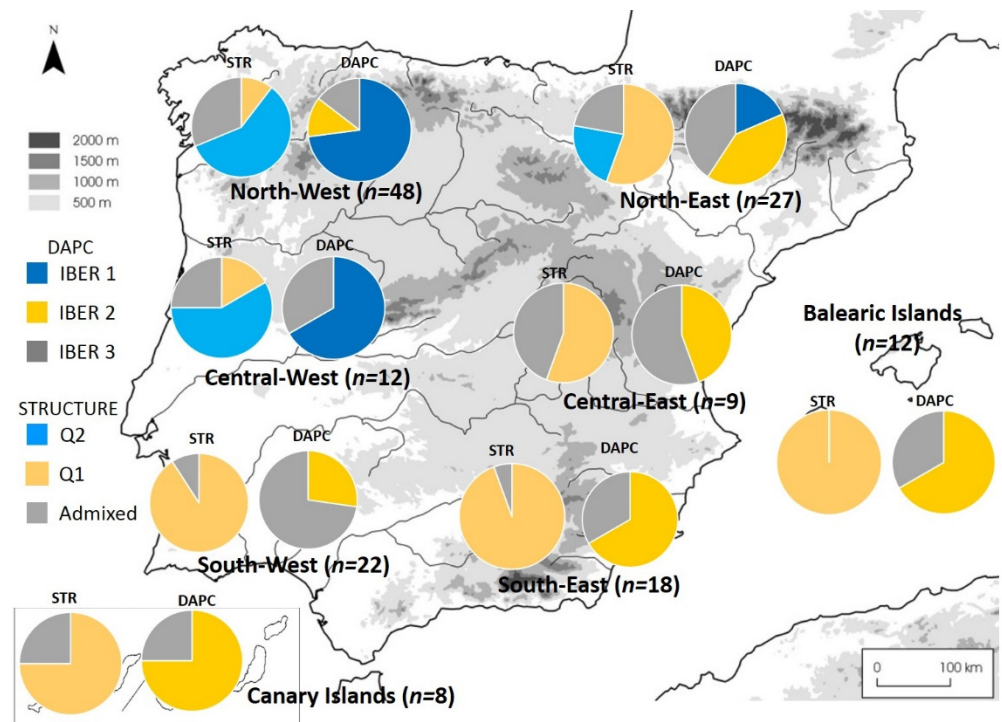 N
2000 m
1500 m
1000 m
500 m
DAPC
IBER 1
IBER 2
IBER 3
STRUCTURE
Q2
Q1
Admixed
STR DAPC
North-West (n=48)
STR DAPC
North-East (n=27)
STR DAPC
Central-West (n=12)
STR DAPC
Central-East (n=9)
Balearic Islands
(n=12)
STR DAPC
STR DAPC
South-West (n=22)
STR DAPC
South-East (n=18)
STR DAPC
Canary Islands (n=8)
0 100 km